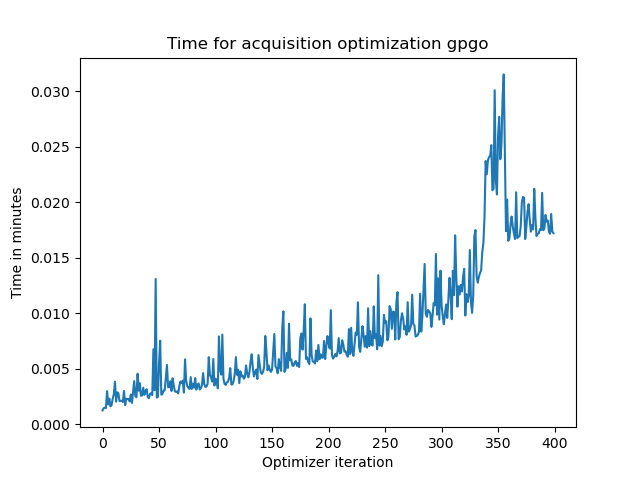 Time for acquisition optimization gpgo
0.030
0.025
0.020
0.015
0.010
0.005
0.000
Time in minutes
0 50 100 150 200 250 300 350 400
Optimizer iteration